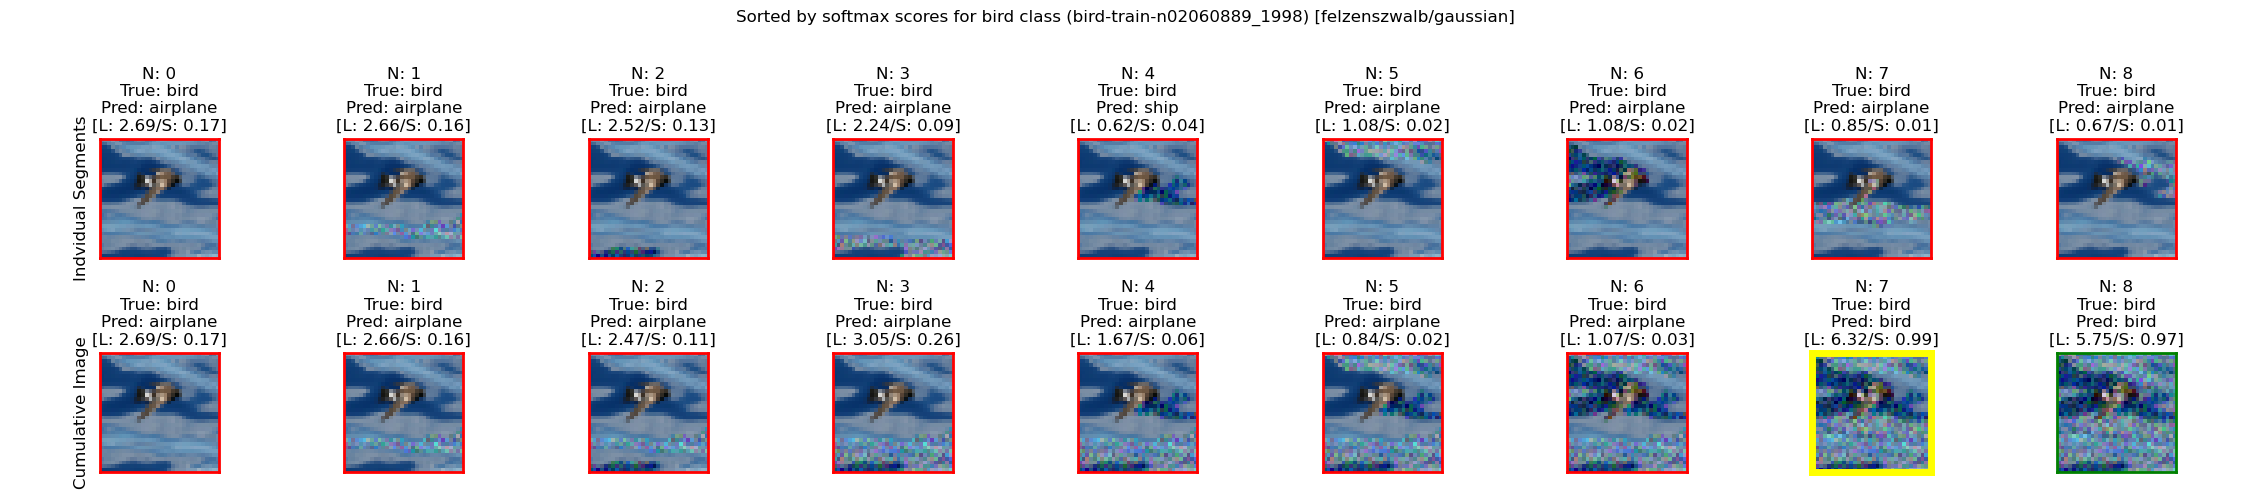 Sorted by softmax scores for bird class (bird-train-n02060889_1998) [felzenszwalb/gaussian]
Indvidual Segments
N: 0
True: bird
Pred: airplane
[L: 2.69/S: 0.17]
N: 1
True: bird
Pred: airplane
[L: 2.66/S: 0.16]
N: 2
True: bird
Pred: airplane
[L: 2.52/S: 0.13]
N: 3
True: bird
Pred: airplane
[L: 2.24/S: 0.09]
N: 4
True: bird
Pred: ship
[L: 0.62/S: 0.04]
N: 5
True: bird
Pred: airplane
[L: 1.08/S: 0.02]
N: 6
True: bird
Pred: airplane
[L: 1.08/S: 0.02]
N: 7
True: bird
Pred: airplane
[L: 0.85/S: 0.01]
N: 8
True: bird
Pred: airplane
[L: 0.67/S: 0.01]
Cumulative Image
N: 0
True: bird
Pred: airplane
[L: 2.69/S: 0.17]
N: 1
True: bird
Pred: airplane
[L: 2.66/S: 0.16]
N: 2
True: bird
Pred: airplane
[L: 2.47/S: 0.11]
N: 3
True: bird
Pred: airplane
[L: 3.05/S: 0.26]
N: 4
True: bird
Pred: airplane
[L: 1.67/S: 0.06]
N: 5
True: bird
Pred: airplane
[L: 0.84/S: 0.02]
N: 6
True: bird
Pred: airplane
[L: 1.07/S: 0.03]
N: 7
True: bird
Pred: bird
[L: 6.32/S: 0.99]
N: 8
True: bird
Pred: bird
[L: 5.75/S: 0.97]